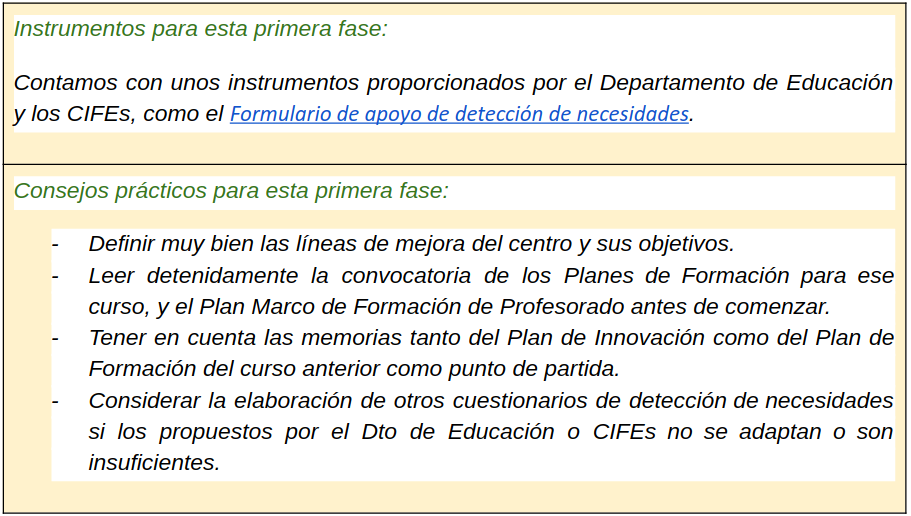 Instrumentos para esta primera fase:
Contamos con unos instrumentos proporcionados por el Departamento de Educación
y los CIFEs, como el Formulario de apoyo de detección de necesidades.
Consejos prácticos para esta primera fase:
- Definir muy bien las líneas de mejora del centro y sus objetivos.
- Leer detenidamente la convocatoria de los Planes de Formación para ese
curso, y el Plan Marco de Formación de Profesorado antes de comenzar.
- Tener en cuenta las memorias tanto del Plan de Innovación como del Plan de
Formación del curso anterior como punto de partida.
- Considerar la elaboración de otros cuestionarios de detección de necesidades
si los propuestos por el Dto de Educación o CIFEs no se adaptan o son
insuficientes.